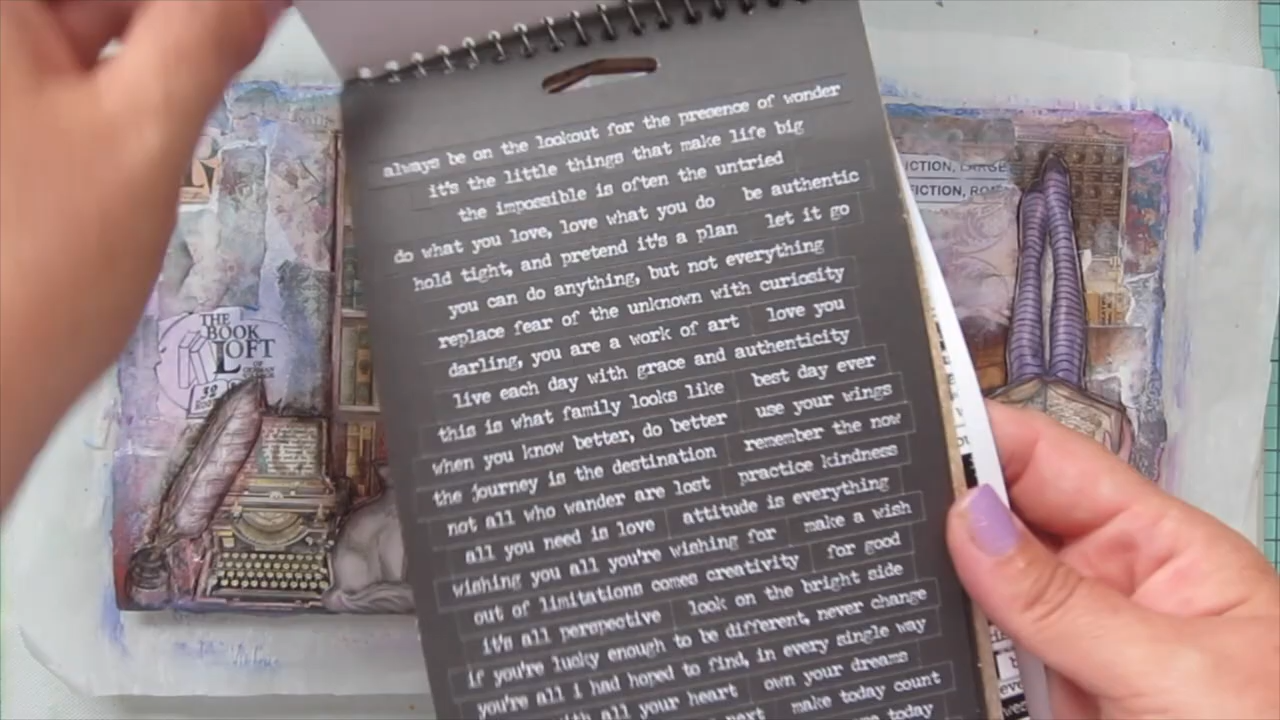 always be on the lookout for the presence of wonder
it's the little things that make life big
the impossible is often the untried
do what you love, love what you do be authentic
hold tight, and pretend it's a plan let it go
you can do anything, but not everything
replace fear of the unknown with curiosity
darling, you are a work of art love you
live each day with grace and authenticity
this is what family looks like best day ever
when you know better, do better use your wings
the journey is the destination remember the now
not all who wander are lost practice kindness
all you need is love attitude is everything
wishing you all you're wishing for make a wish
out of limitations comes creativity for good
it's all perspective look on the bright side
if you're lucky enough to be different, never change
you're all i had hoped to find, in every single way
with all your heart own your dreams
next make today count
today
THE
BOOK
LOFT
ICTION, LARGE
FICTION,